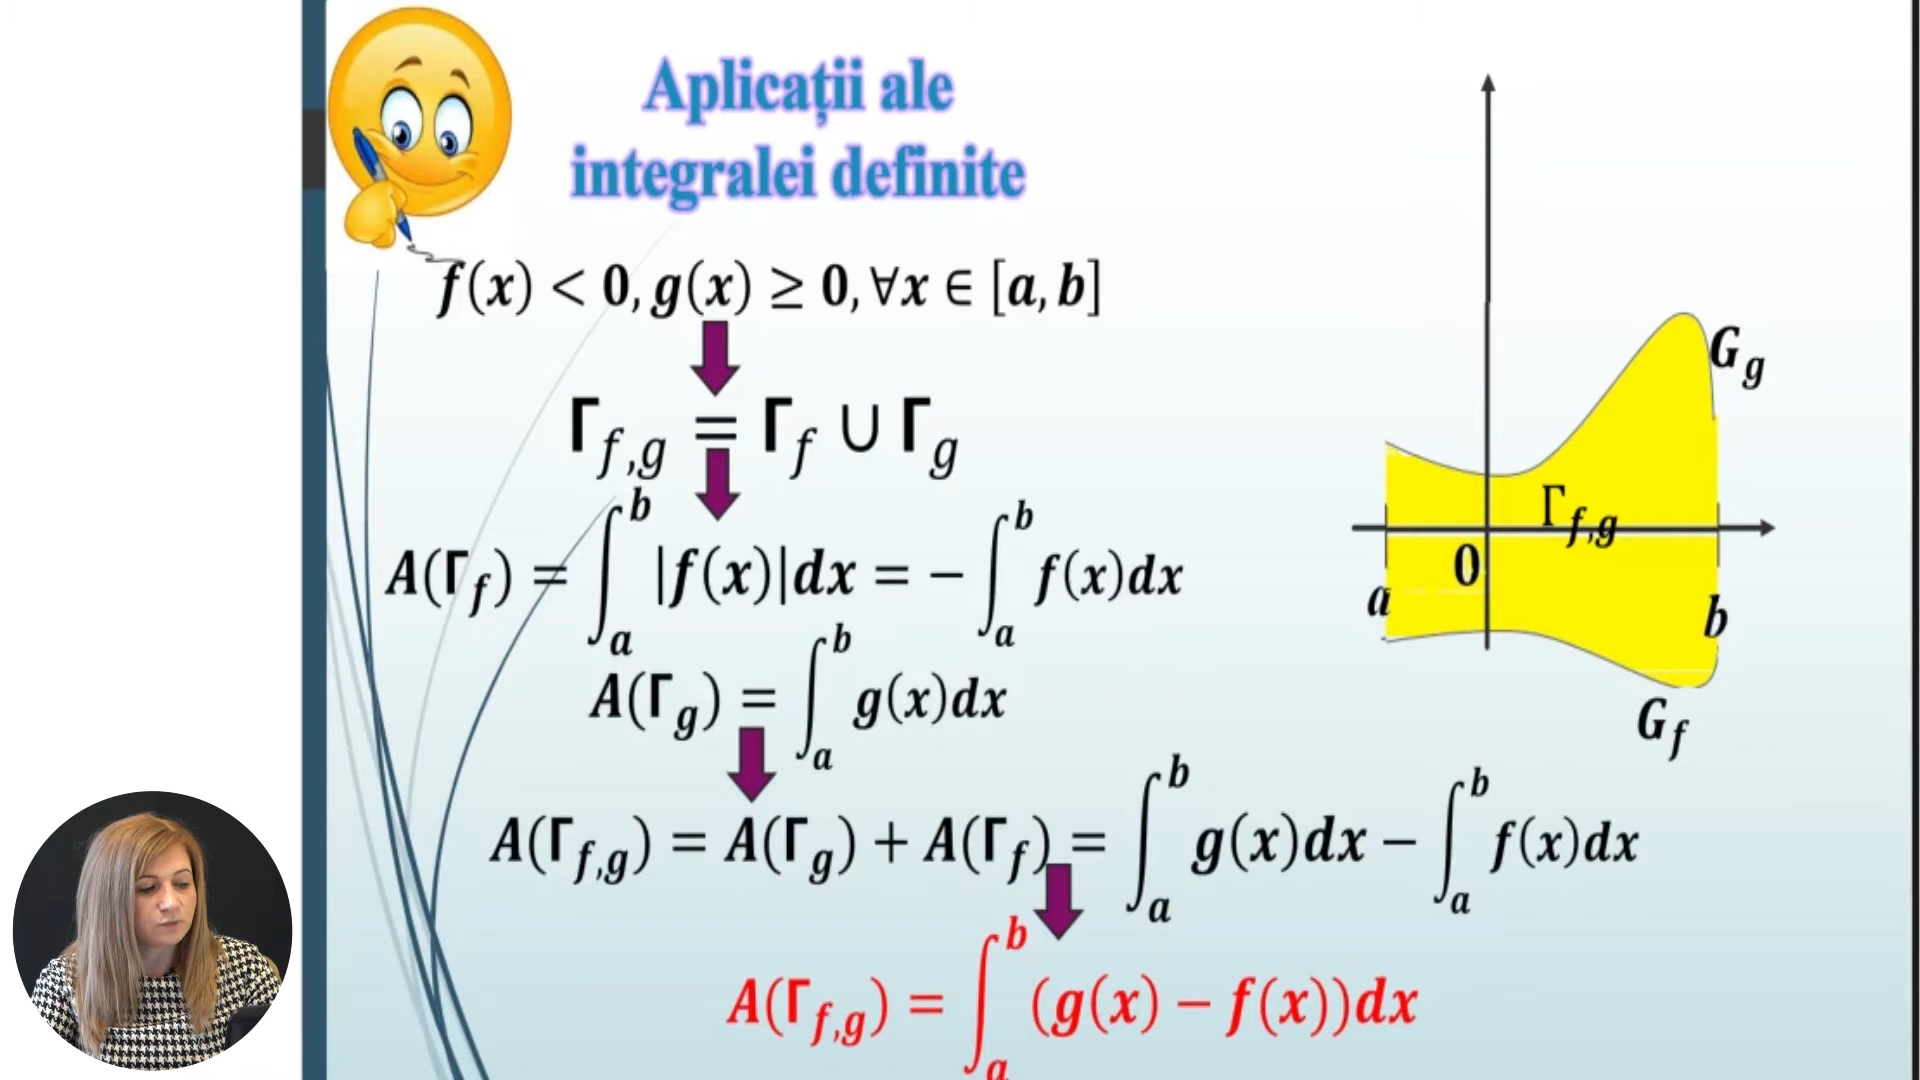 Aplicații ale
integralei definite
f(x) < 0, g(x) ≥ 0, ∀x ∈ [a, b]
Γ_{f,g} = Γ_f ∪ Γ_g
A(Γ_f) = ∫_a^b |f(x)|dx = − ∫_a^b f(x)dx
A(Γ_g) = ∫_a^b g(x)dx
A(Γ_{f,g}) = A(Γ_g) + A(Γ_f) = ∫_a^b g(x)dx − ∫_a^b f(x)dx
A(Γ_{f,g}) = ∫_a^b (g(x) − f(x))dx
G_g
Γ_{f,g}
0
a
b
G_f